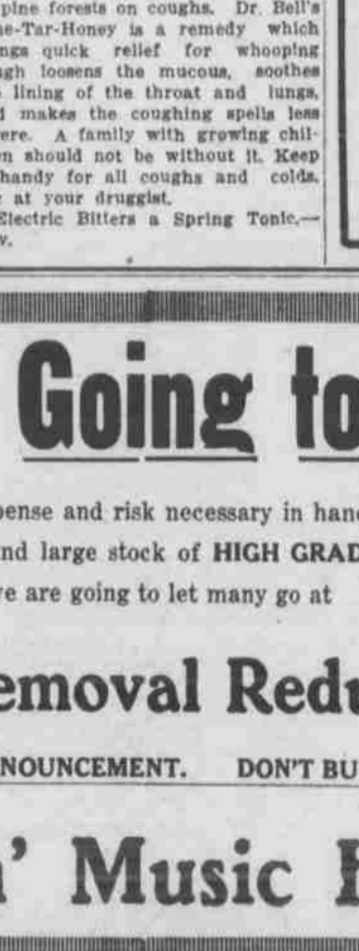 pine forests on coughs. Dr. Bell's
e-Tar-Honey is a remedy which
ngs quick relief for whooping
gh loosens the mucous, soothes
lining of the throat and lungs,
d makes the coughing spells less
ere. A family with growing chil-
n should not be without it. Keep
handy for all coughs and colds.
at your druggist.
Electric Bitters a Spring Tonic.—
v.
Going to
pense and risk necessary in han
nd large stock of HIGH GRAD
e are going to let many go at
emoval Redu
NOUNCEMENT. DON'T BU
' Music